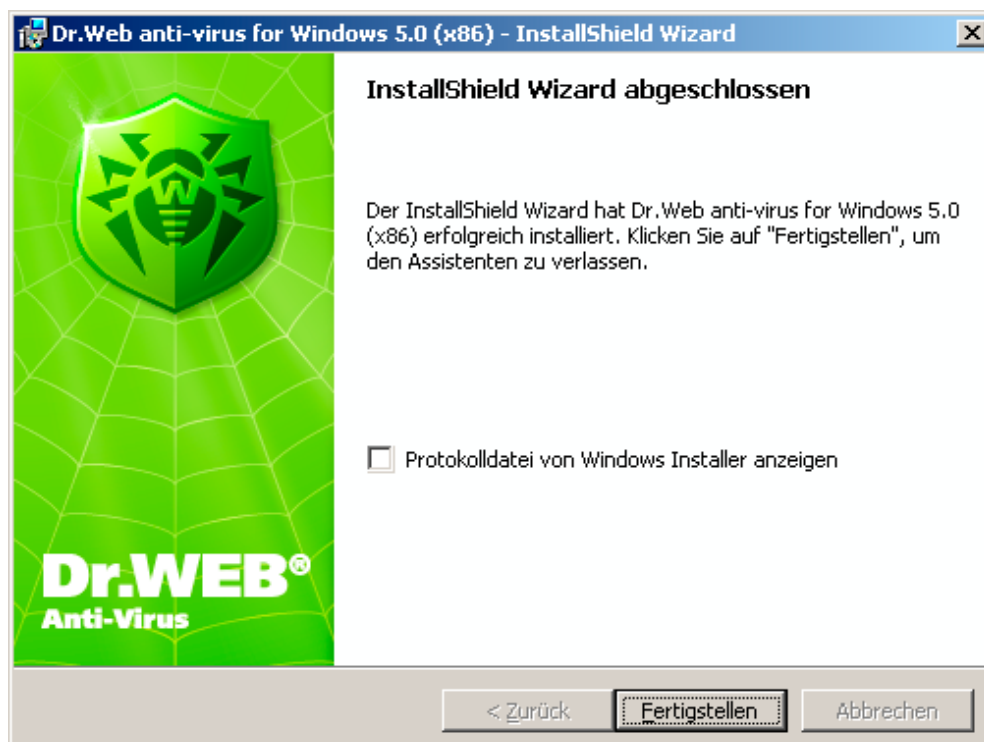 Dr.Web anti-virus for Windows 5.0 (x86) - InstallShield Wizard
InstallShield Wizard abgeschlossen
Der InstallShield Wizard hat Dr.Web anti-virus for Windows 5.0
(x86) erfolgreich installiert. Klicken Sie auf "Fertigstellen", um
den Assistenten zu verlassen.
Protokolldatei von Windows Installer anzeigen
Dr.WEB®
Anti-Virus
< Zurück
Fertigstellen
Abbrechen